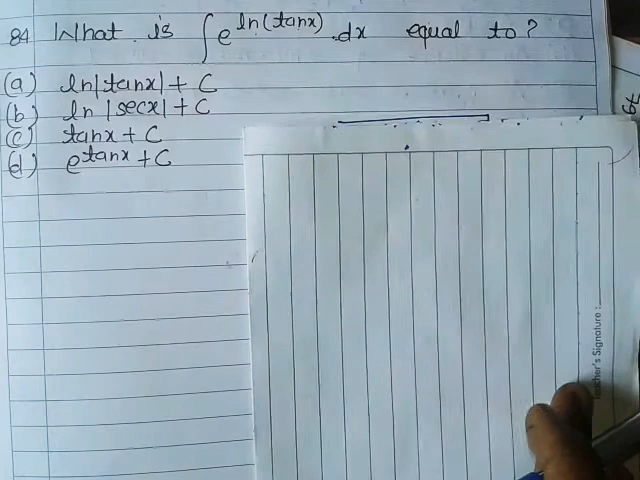 84 What is ∫e^ln(tanx).dx equal to?
(a) ln|tanx|+C
(b) ln|secx|+C
(c) tanx+C
(d) e^tanx+C
Teacher's Signature :